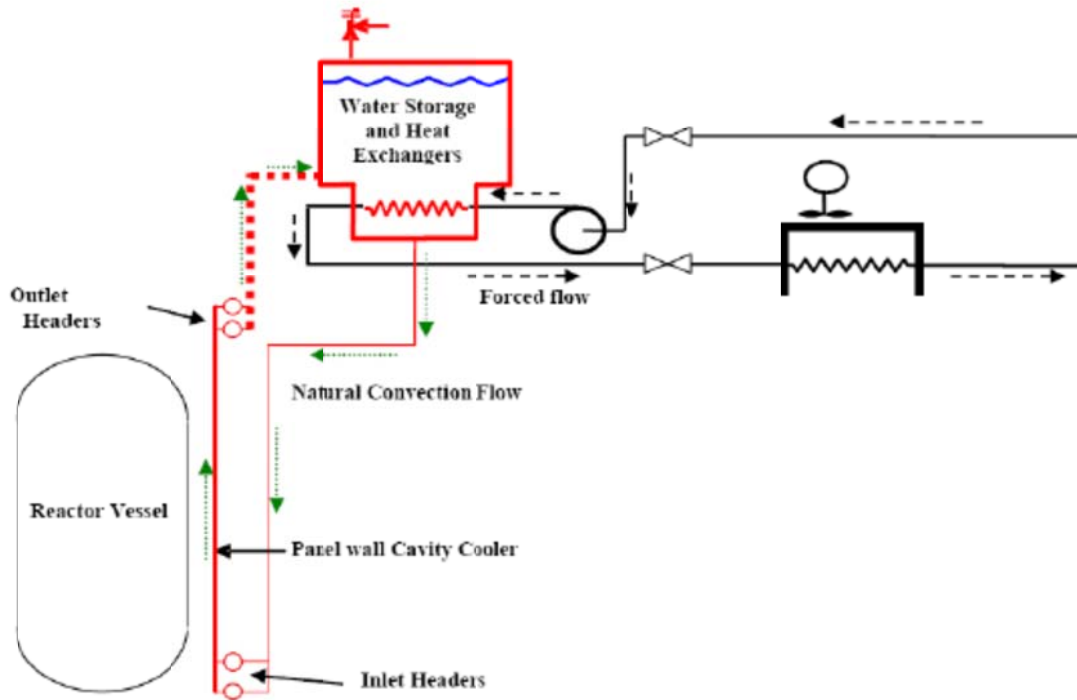 Water Storage
and Heat
Exchangers
Outlet
Headers
Forced flow
Natural Convection Flow
Reactor Vessel
Panel wall Cavity Cooler
Inlet Headers